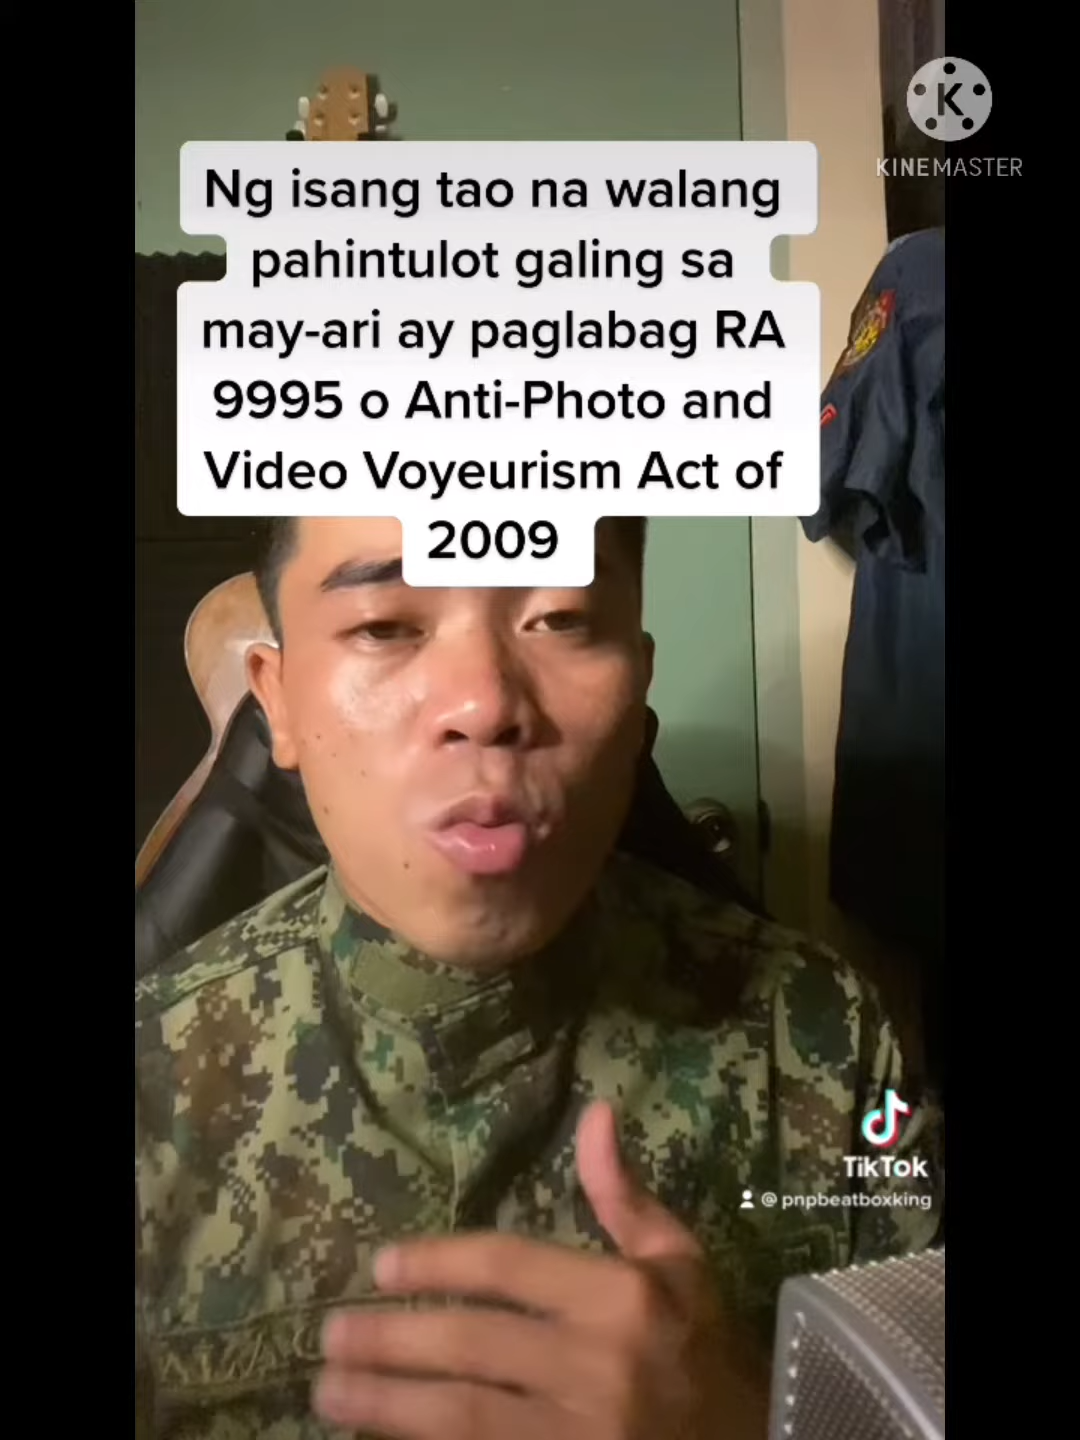 KINEMASTER
Ng isang tao na walang
pahintulot galing sa
may-ari ay paglabag RA
9995 o Anti-Photo and
Video Voyeurism Act of
2009
TikTok
@pnpbeatboxking